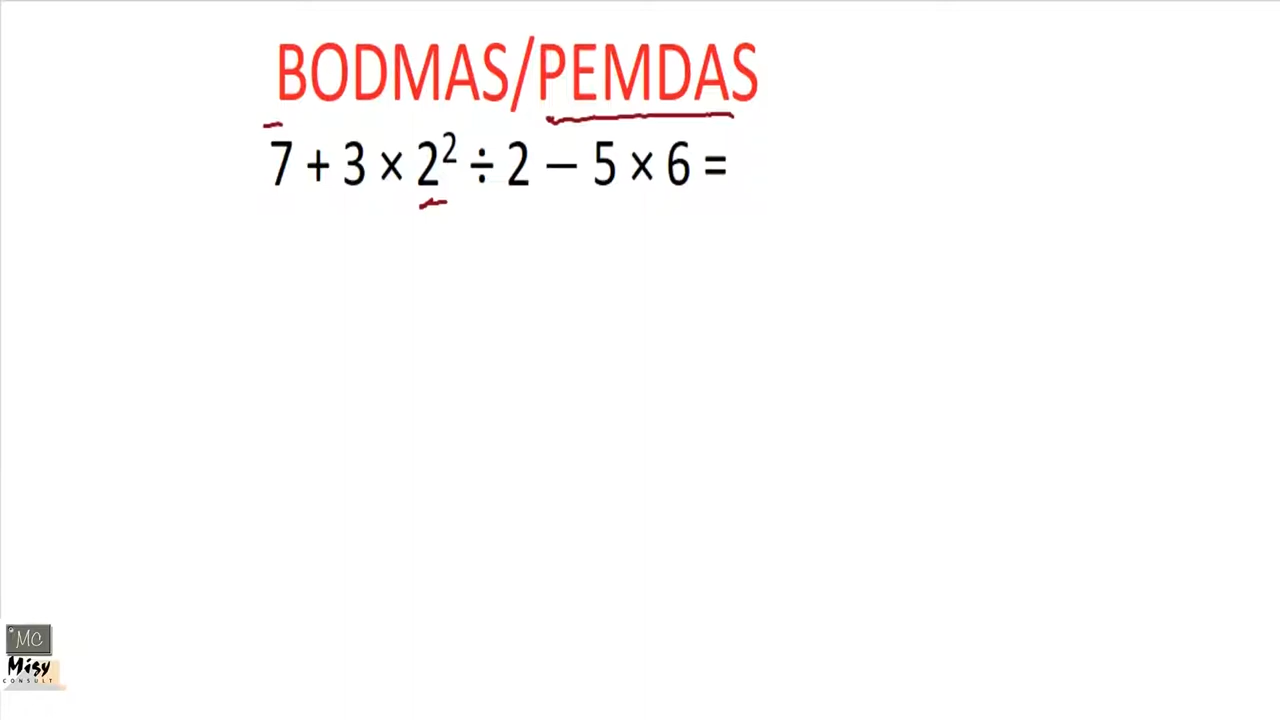 BODMAS/PEMDAS
7 + 3 × 2² ÷ 2 − 5 × 6 =
MC
Misy
CONSULT